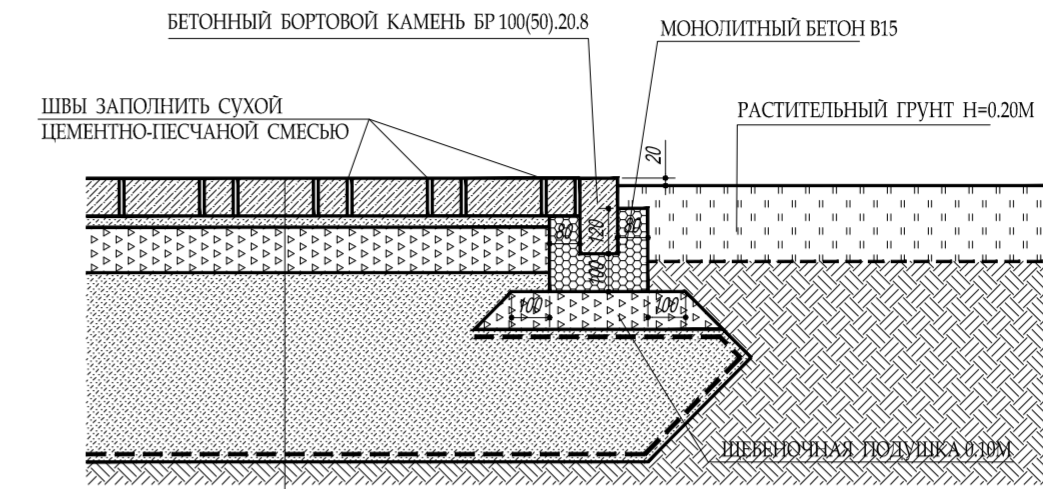 БЕТОННЫЙ БОРТОВОЙ КАМЕНЬ БР 100(50).20.8
МОНОЛИТНЫЙ БЕТОН В15
ШВЫ ЗАПОЛНИТЬ СУХОЙ
ЦЕМЕНТНО-ПЕСЧАНОЙ СМЕСЬЮ
РАСТИТЕЛЬНЫЙ ГРУНТ Н=0.20М
20
80
120
80
100
100
100
ЩЕБЕНОЧНАЯ ПОДУШКА 0.10М